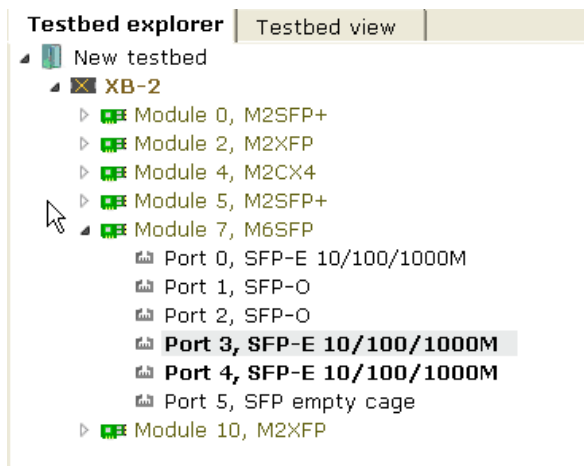 Testbed explorer Testbed view
New testbed
XB-2
Module 0, M2SFP+
Module 2, M2XFP
Module 4, M2CX4
Module 5, M2SFP+
Module 7, M6SFP
Port 0, SFP-E 10/100/1000M
Port 1, SFP-O
Port 2, SFP-O
Port 3, SFP-E 10/100/1000M
Port 4, SFP-E 10/100/1000M
Port 5, SFP empty cage
Module 10, M2XFP